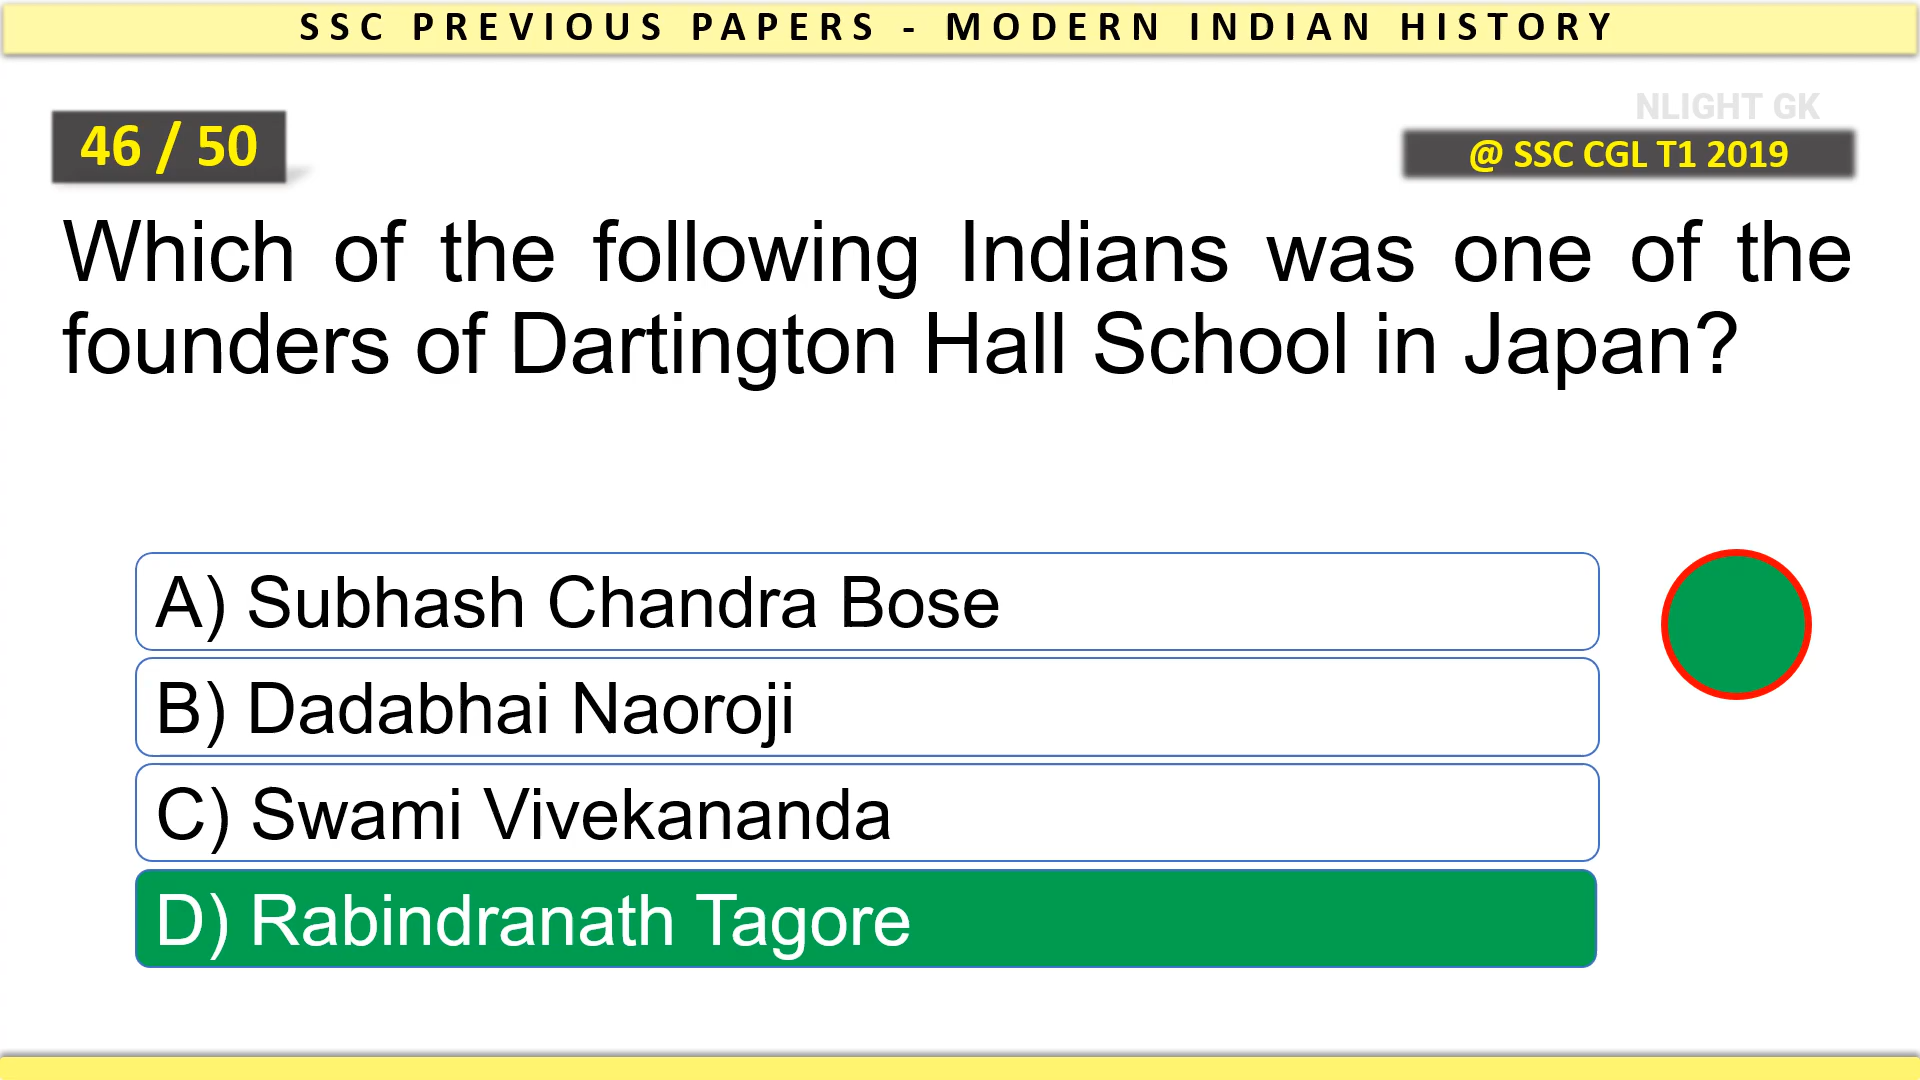 SSC PREVIOUS PAPERS - MODERN INDIAN HISTORY
NLIGHT GK
46 / 50
@ SSC CGL T1 2019
Which of the following Indians was one of the
founders of Dartington Hall School in Japan?
A) Subhash Chandra Bose
B) Dadabhai Naoroji
C) Swami Vivekananda
D) Rabindranath Tagore